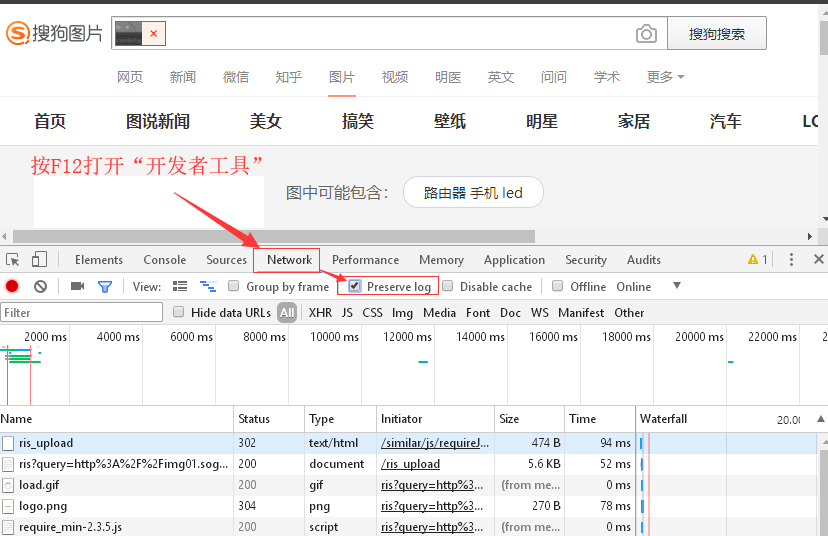 搜狗图片 × 搜狗搜索
网页 新闻 微信 知乎 图片 视频 明医 英文 问问 学术 更多
首页 图说新闻 美女 搞笑 壁纸 明星 家居 汽车 LO
按F12打开“开发者工具”
图中可能包含: 路由器 手机 led
Elements Console Sources Network Performance Memory Application Security Audits 1
View: Group by frame Preserve log Disable cache Offline Online
Filter Hide data URLs All XHR JS CSS Img Media Font Doc WS Manifest Other
2000 ms 4000 ms 6000 ms 8000 ms 10000 ms 12000 ms 14000 ms 16000 ms 18000 ms 20000 ms 22000 ms 2
Name Status Type Initiator Size Time Waterfall 20.00
ris_upload 302 text/html /similar/js/requireJ... 474 B 94 ms
ris?query=http%3A%2F%2Fimg01.sog... 200 document /ris_upload 5.6 KB 52 ms
load.gif 200 gif ris?query=http%3... (from me... 0 ms
logo.png 304 png ris?query=http%3... 270 B 78 ms
require_min-2.3.5.js 200 script ris?query=http%3... (from me... 0 ms